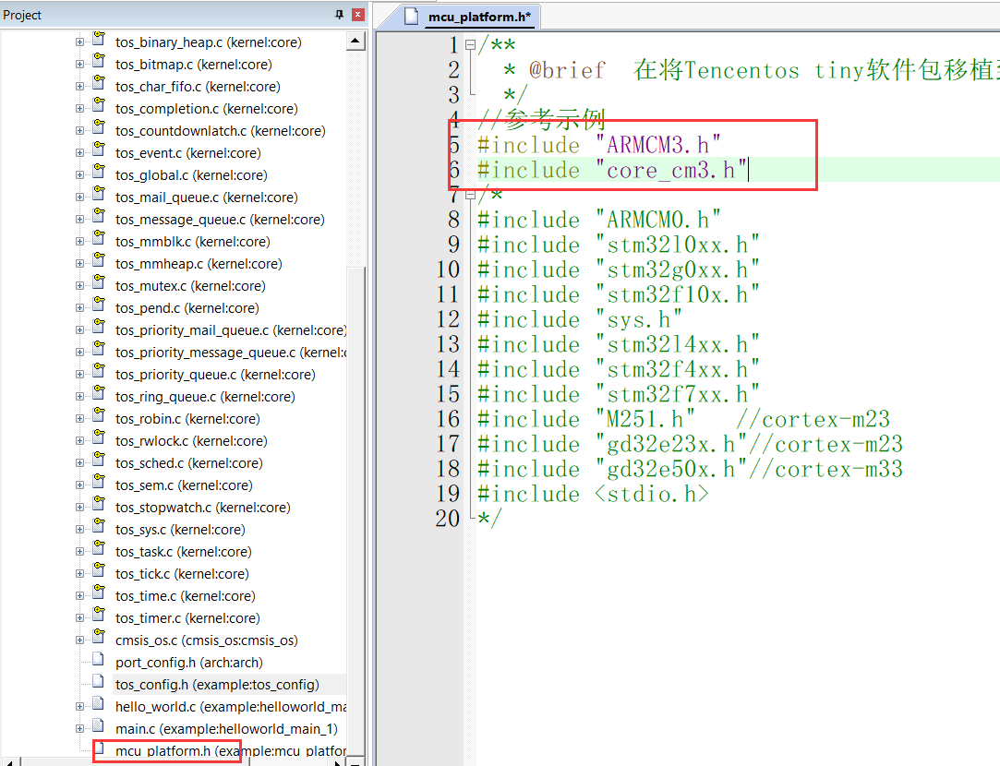 Project
tos_binary_heap.c (kernel:core)
tos_bitmap.c (kernel:core)
tos_char_fifo.c (kernel:core)
tos_completion.c (kernel:core)
tos_countdownlatch.c (kernel:core)
tos_event.c (kernel:core)
tos_global.c (kernel:core)
tos_mail_queue.c (kernel:core)
tos_message_queue.c (kernel:core)
tos_mmblk.c (kernel:core)
tos_mmheap.c (kernel:core)
tos_mutex.c (kernel:core)
tos_pend.c (kernel:core)
tos_priority_mail_queue.c (kernel:core)
tos_priority_message_queue.c (kernel:c
tos_priority_queue.c (kernel:core)
tos_ring_queue.c (kernel:core)
tos_robin.c (kernel:core)
tos_rwlock.c (kernel:core)
tos_sched.c (kernel:core)
tos_sem.c (kernel:core)
tos_stopwatch.c (kernel:core)
tos_sys.c (kernel:core)
tos_task.c (kernel:core)
tos_tick.c (kernel:core)
tos_time.c (kernel:core)
tos_timer.c (kernel:core)
cmsis_os.c (cmsis_os:cmsis_os)
port_config.h (arch:arch)
tos_config.h (example:tos_config)
hello_world.c (example:helloworld_ma
main.c (example:helloworld_main_1)
mcu_platform.h (example:mcu_platfor
mcu_platform.h*
1 /**
2 * @brief 在将Tencentos tiny软件包移植至
3 */
4 //参考示例
5 #include "ARMCM3.h"
6 #include "core_cm3.h"
7 /*
8 #include "ARMCM0.h"
9 #include "stm32l0xx.h"
10 #include "stm32g0xx.h"
11 #include "stm32f10x.h"
12 #include "sys.h"
13 #include "stm32l4xx.h"
14 #include "stm32f4xx.h"
15 #include "stm32f7xx.h"
16 #include "M251.h" //cortex-m23
17 #include "gd32e23x.h"//cortex-m23
18 #include "gd32e50x.h"//cortex-m33
19 #include <stdio.h>
20 */